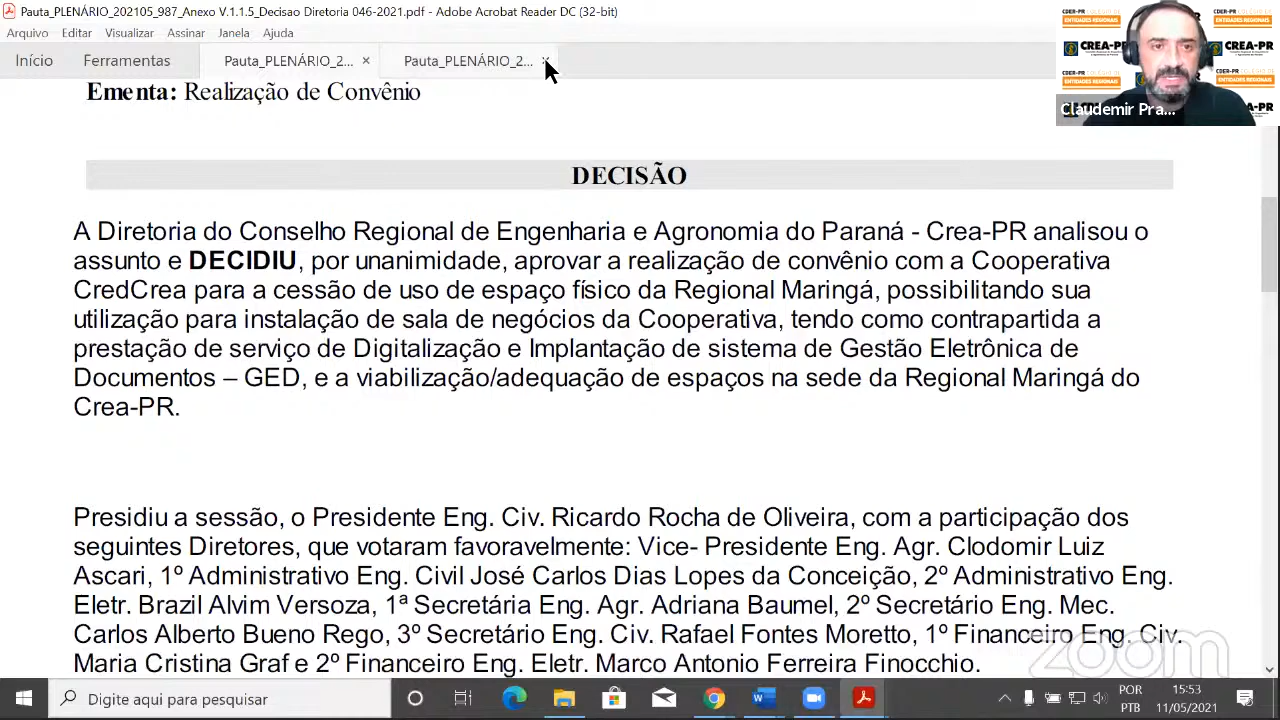 Pauta_PLENÁRIO_202105_987_Anexo V.1.1.5_Decisao Diretoria 046-2021.pdf - Adobe Acrobat Reader DC (32-bit)
Arquivo Editar Visualizar Assinar Janela Ajuda
Início Ferramentas Pauta_PLENÁRIO_2... × Pauta_PLENÁRIO_2...
Ementa: Realização de Convênio
CREA-PR
ENTIDADES REGIONAIS
Claudemir Pra...
DECISÃO
A Diretoria do Conselho Regional de Engenharia e Agronomia do Paraná - Crea-PR analisou o
assunto e DECIDIU, por unanimidade, aprovar a realização de convênio com a Cooperativa
CredCrea para a cessão de uso de espaço físico da Regional Maringá, possibilitando sua
utilização para instalação de sala de negócios da Cooperativa, tendo como contrapartida a
prestação de serviço de Digitalização e Implantação de sistema de Gestão Eletrônica de
Documentos – GED, e a viabilização/adequação de espaços na sede da Regional Maringá do
Crea-PR.
Presidiu a sessão, o Presidente Eng. Civ. Ricardo Rocha de Oliveira, com a participação dos
seguintes Diretores, que votaram favoravelmente: Vice- Presidente Eng. Agr. Clodomir Luiz
Ascari, 1º Administrativo Eng. Civil José Carlos Dias Lopes da Conceição, 2º Administrativo Eng.
Eletr. Brazil Alvim Versoza, 1ª Secretária Eng. Agr. Adriana Baumel, 2º Secretário Eng. Mec.
Carlos Alberto Bueno Rego, 3º Secretário Eng. Civ. Rafael Fontes Moretto, 1º Financeiro Eng. Civ.
Maria Cristina Graf e 2º Financeiro Eng. Eletr. Marco Antonio Ferreira Finocchio.
zoom
Digite aqui para pesquisar
POR 15:53
PTB 11/05/2021